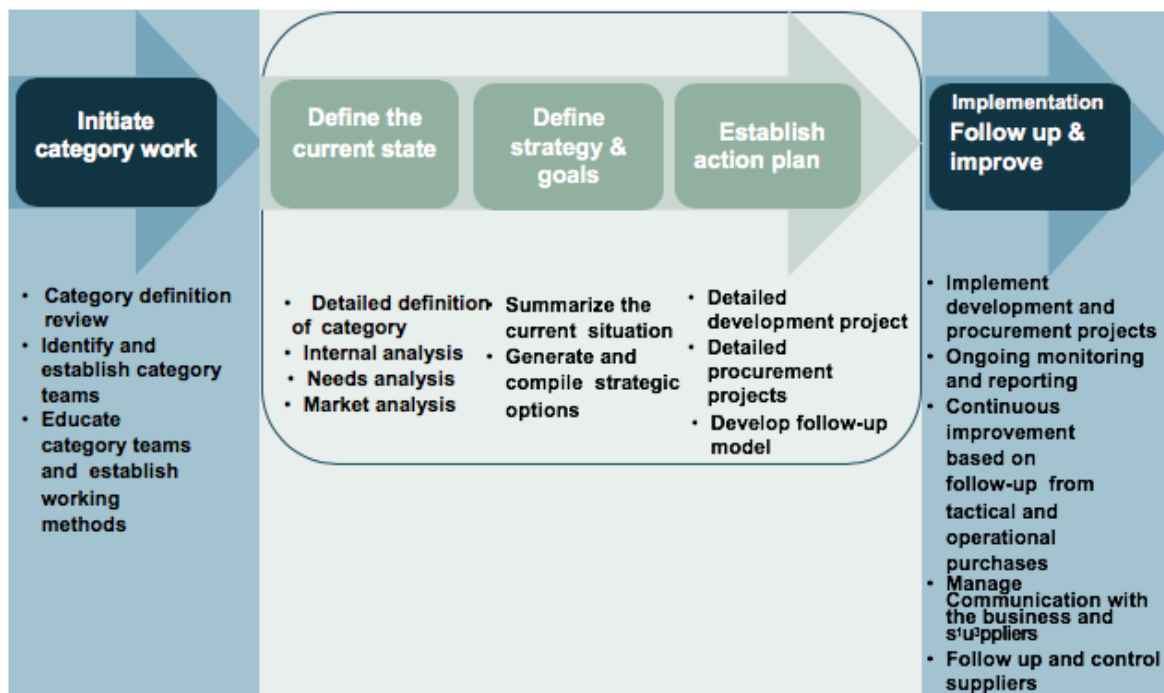 Initiate
category work
Define the
current state
Define
strategy &
goals
Establish
action plan
Implementation
Follow up &
improve
• Category definition
review
• Identify and
establish category
teams
• Educate
category teams
and establish
working
methods
• Detailed definition
of category
• Internal analysis
• Needs analysis
• Market analysis
• Summarize the
current situation
• Generate and
compile strategic
options
• Detailed
development project
• Detailed
procurement
projects
• Develop follow-up
model
• Implement
development and
procurement projects
• Ongoing monitoring
and reporting
• Continuous
improvement
based on
follow-up from
tactical and
operational
purchases
• Manage
Communication with
the business and
s¹u³ppliers
• Follow up and control
suppliers